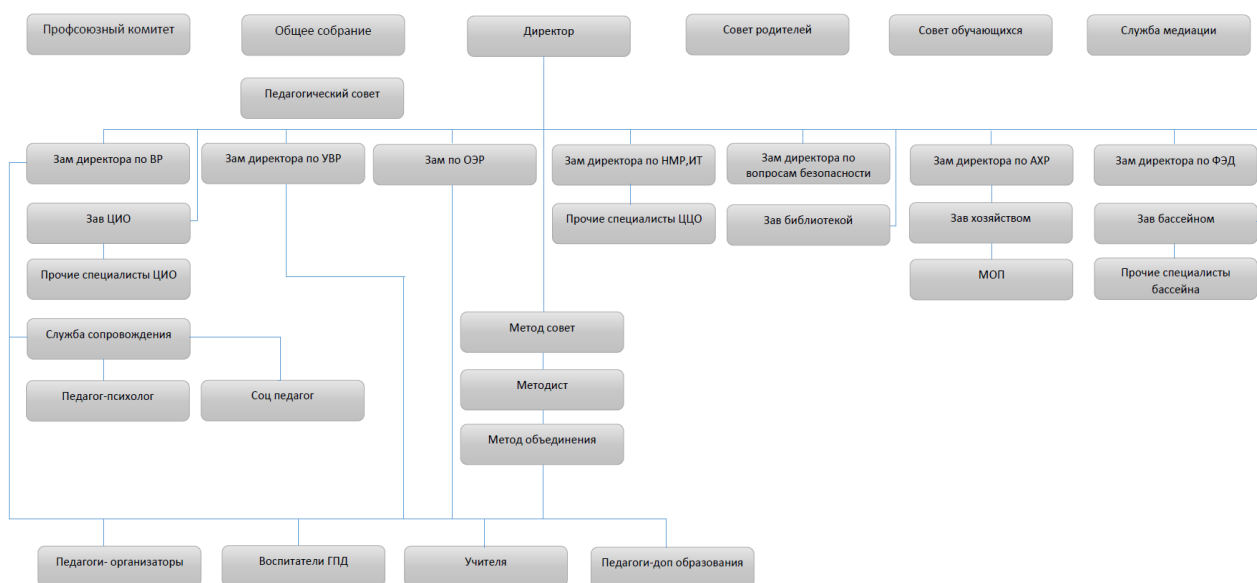 Профсоюзный комитет
Общее собрание
Директор
Совет родителей
Совет обучающихся
Служба медиации
Педагогический совет
Зам директора по ВР
Зам директора по УВР
Зам по ОЭР
Зам директора по НМР,ИТ
Зам директора по
вопросам безопасности
Зам директора по АХР
Зам директора по ФЭД
Зав ЦИО
Прочие специалисты ЦЦО
Зав библиотекой
Зав хозяйством
Зав бассейном
Прочие специалисты ЦИО
МОП
Прочие специалисты
бассейна
Служба сопровождения
Метод совет
Педагог-психолог
Соц педагог
Методист
Метод объединения
Педагоги- организаторы
Воспитатели ГПД
Учителя
Педагоги-доп образования